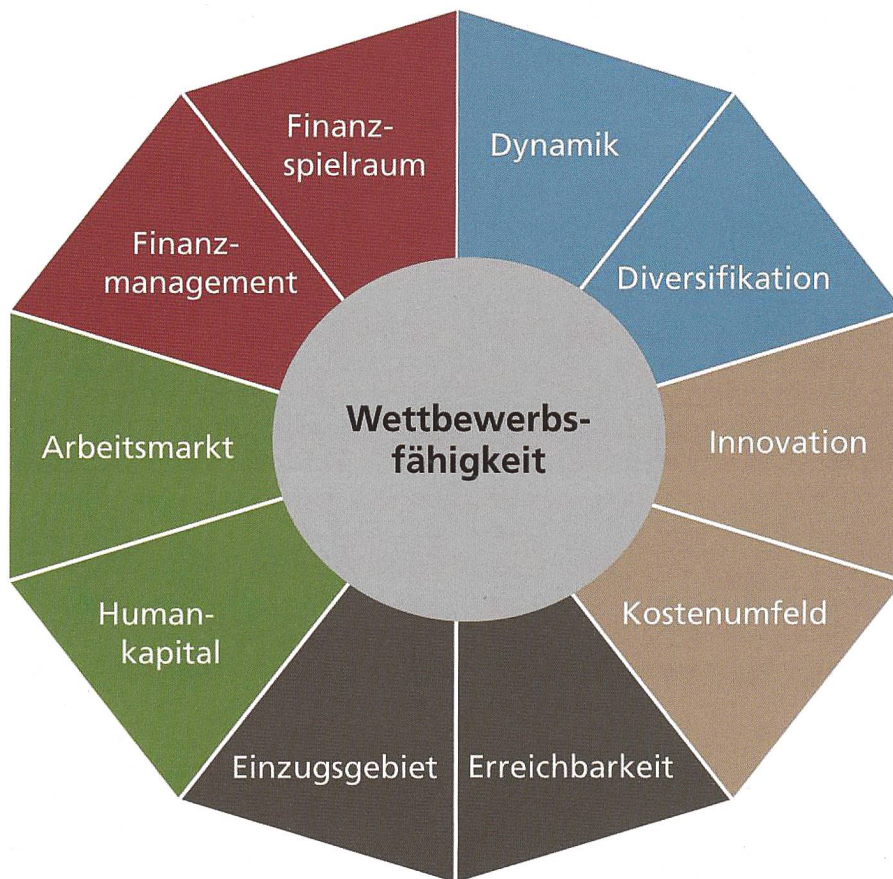 Finanz-
spielraum
Dynamik
Finanz-
management
Diversifikation
Wettbewerbs-
fähigkeit
Arbeitsmarkt
Innovation
Human-
kapital
Kostenumfeld
Einzugsgebiet
Erreichbarkeit